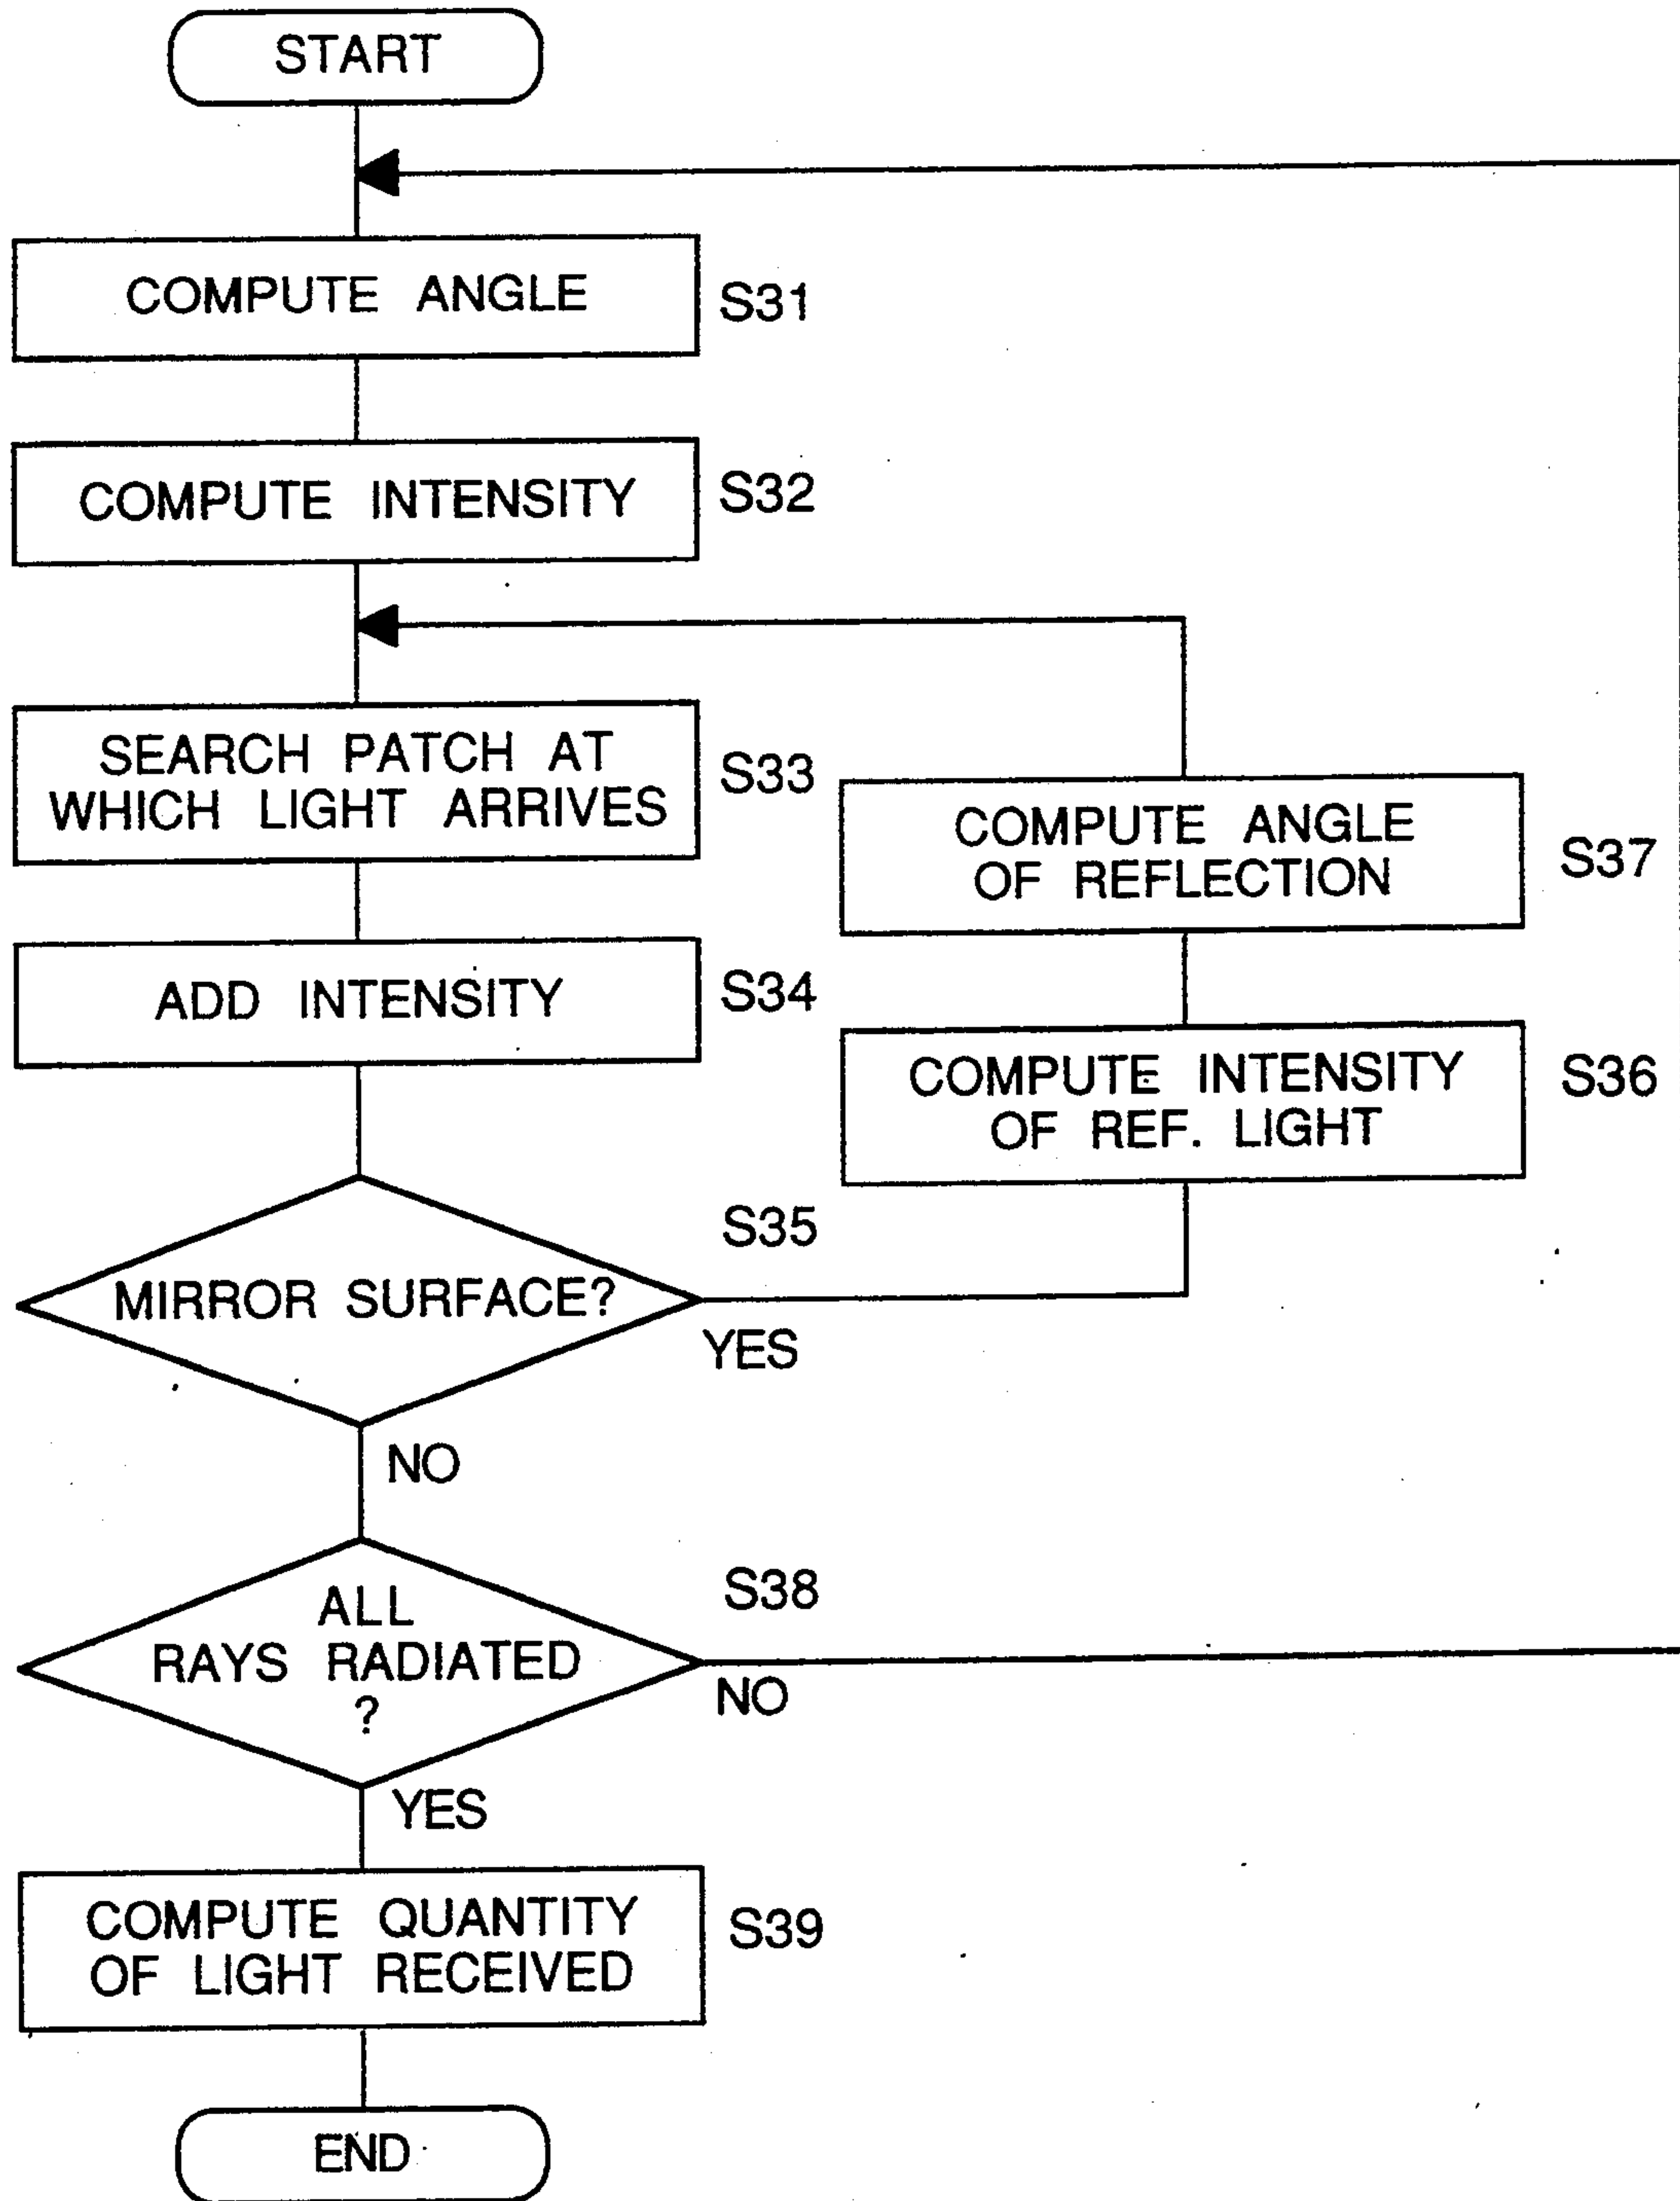 START
COMPUTE ANGLE
S31
COMPUTE INTENSITY
S32
SEARCH PATCH AT
WHICH LIGHT ARRIVES
S33
COMPUTE ANGLE
OF REFLECTION
S37
ADD INTENSITY
S34
COMPUTE INTENSITY
OF REF. LIGHT
S36
S35
MIRROR SURFACE?
YES
NO
S38
ALL
RAYS RADIATED
?
NO
YES
COMPUTE QUANTITY
OF LIGHT RECEIVED
S39
END